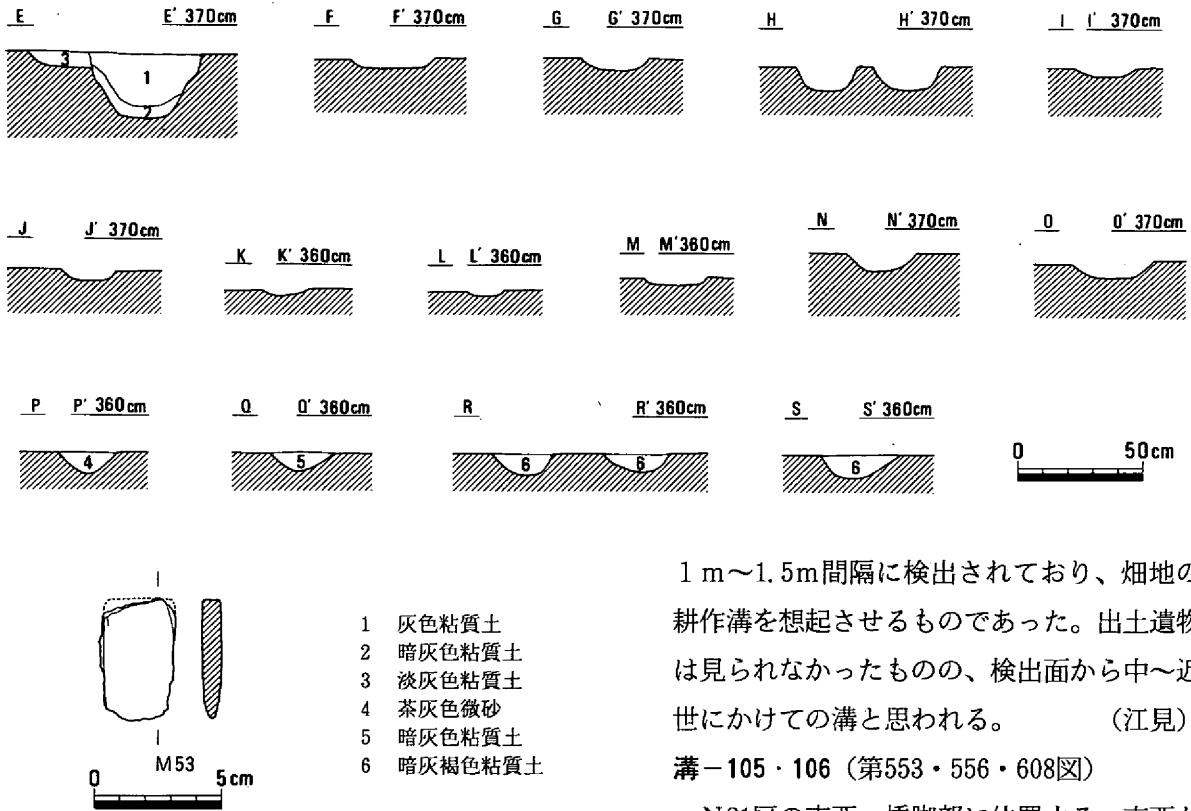 E E′ 370cm F F′ 370cm G G′ 370cm H H′ 370cm I I′ 370cm
3 1
2
J J′ 370cm K K′ 360cm L L′ 360cm M M′ 360cm N N′ 370cm O O′ 370cm
P P′ 360cm Q Q′ 360cm R R′ 360cm S S′ 360cm
4 5 6 6 6
0 50cm
M53
0 5cm
1 灰色粘質土
2 暗灰色粘質土
3 淡灰色粘質土
4 茶灰色微砂
5 暗灰色粘質土
6 暗灰褐色粘質土
1m〜1.5m間隔に検出されており、畑地の
耕作溝を想起させるものであった。出土遺物
は見られなかったものの、検出面から中〜近
世にかけての溝と思われる。 (江見)
溝−105・106(第553・556・608図)